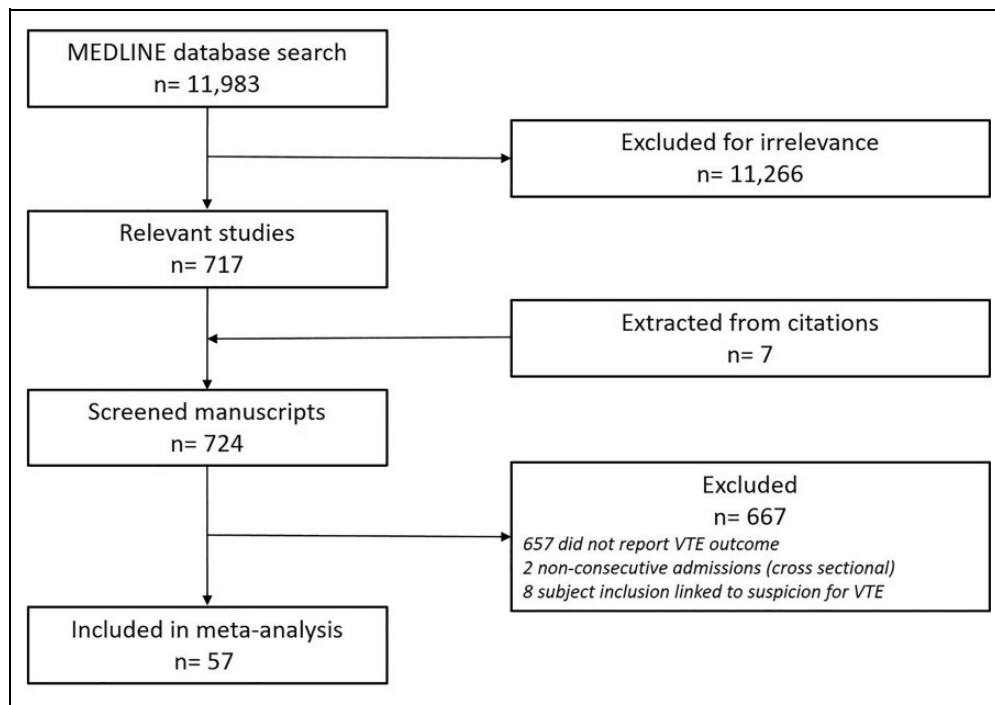 MEDLINE database search
n= 11,983
Excluded for irrelevance
n= 11,266
Relevant studies
n= 717
Extracted from citations
n= 7
Screened manuscripts
n= 724
Excluded
n= 667
657 did not report VTE outcome
2 non-consecutive admissions (cross sectional)
8 subject inclusion linked to suspicion for VTE
Included in meta-analysis
n= 57